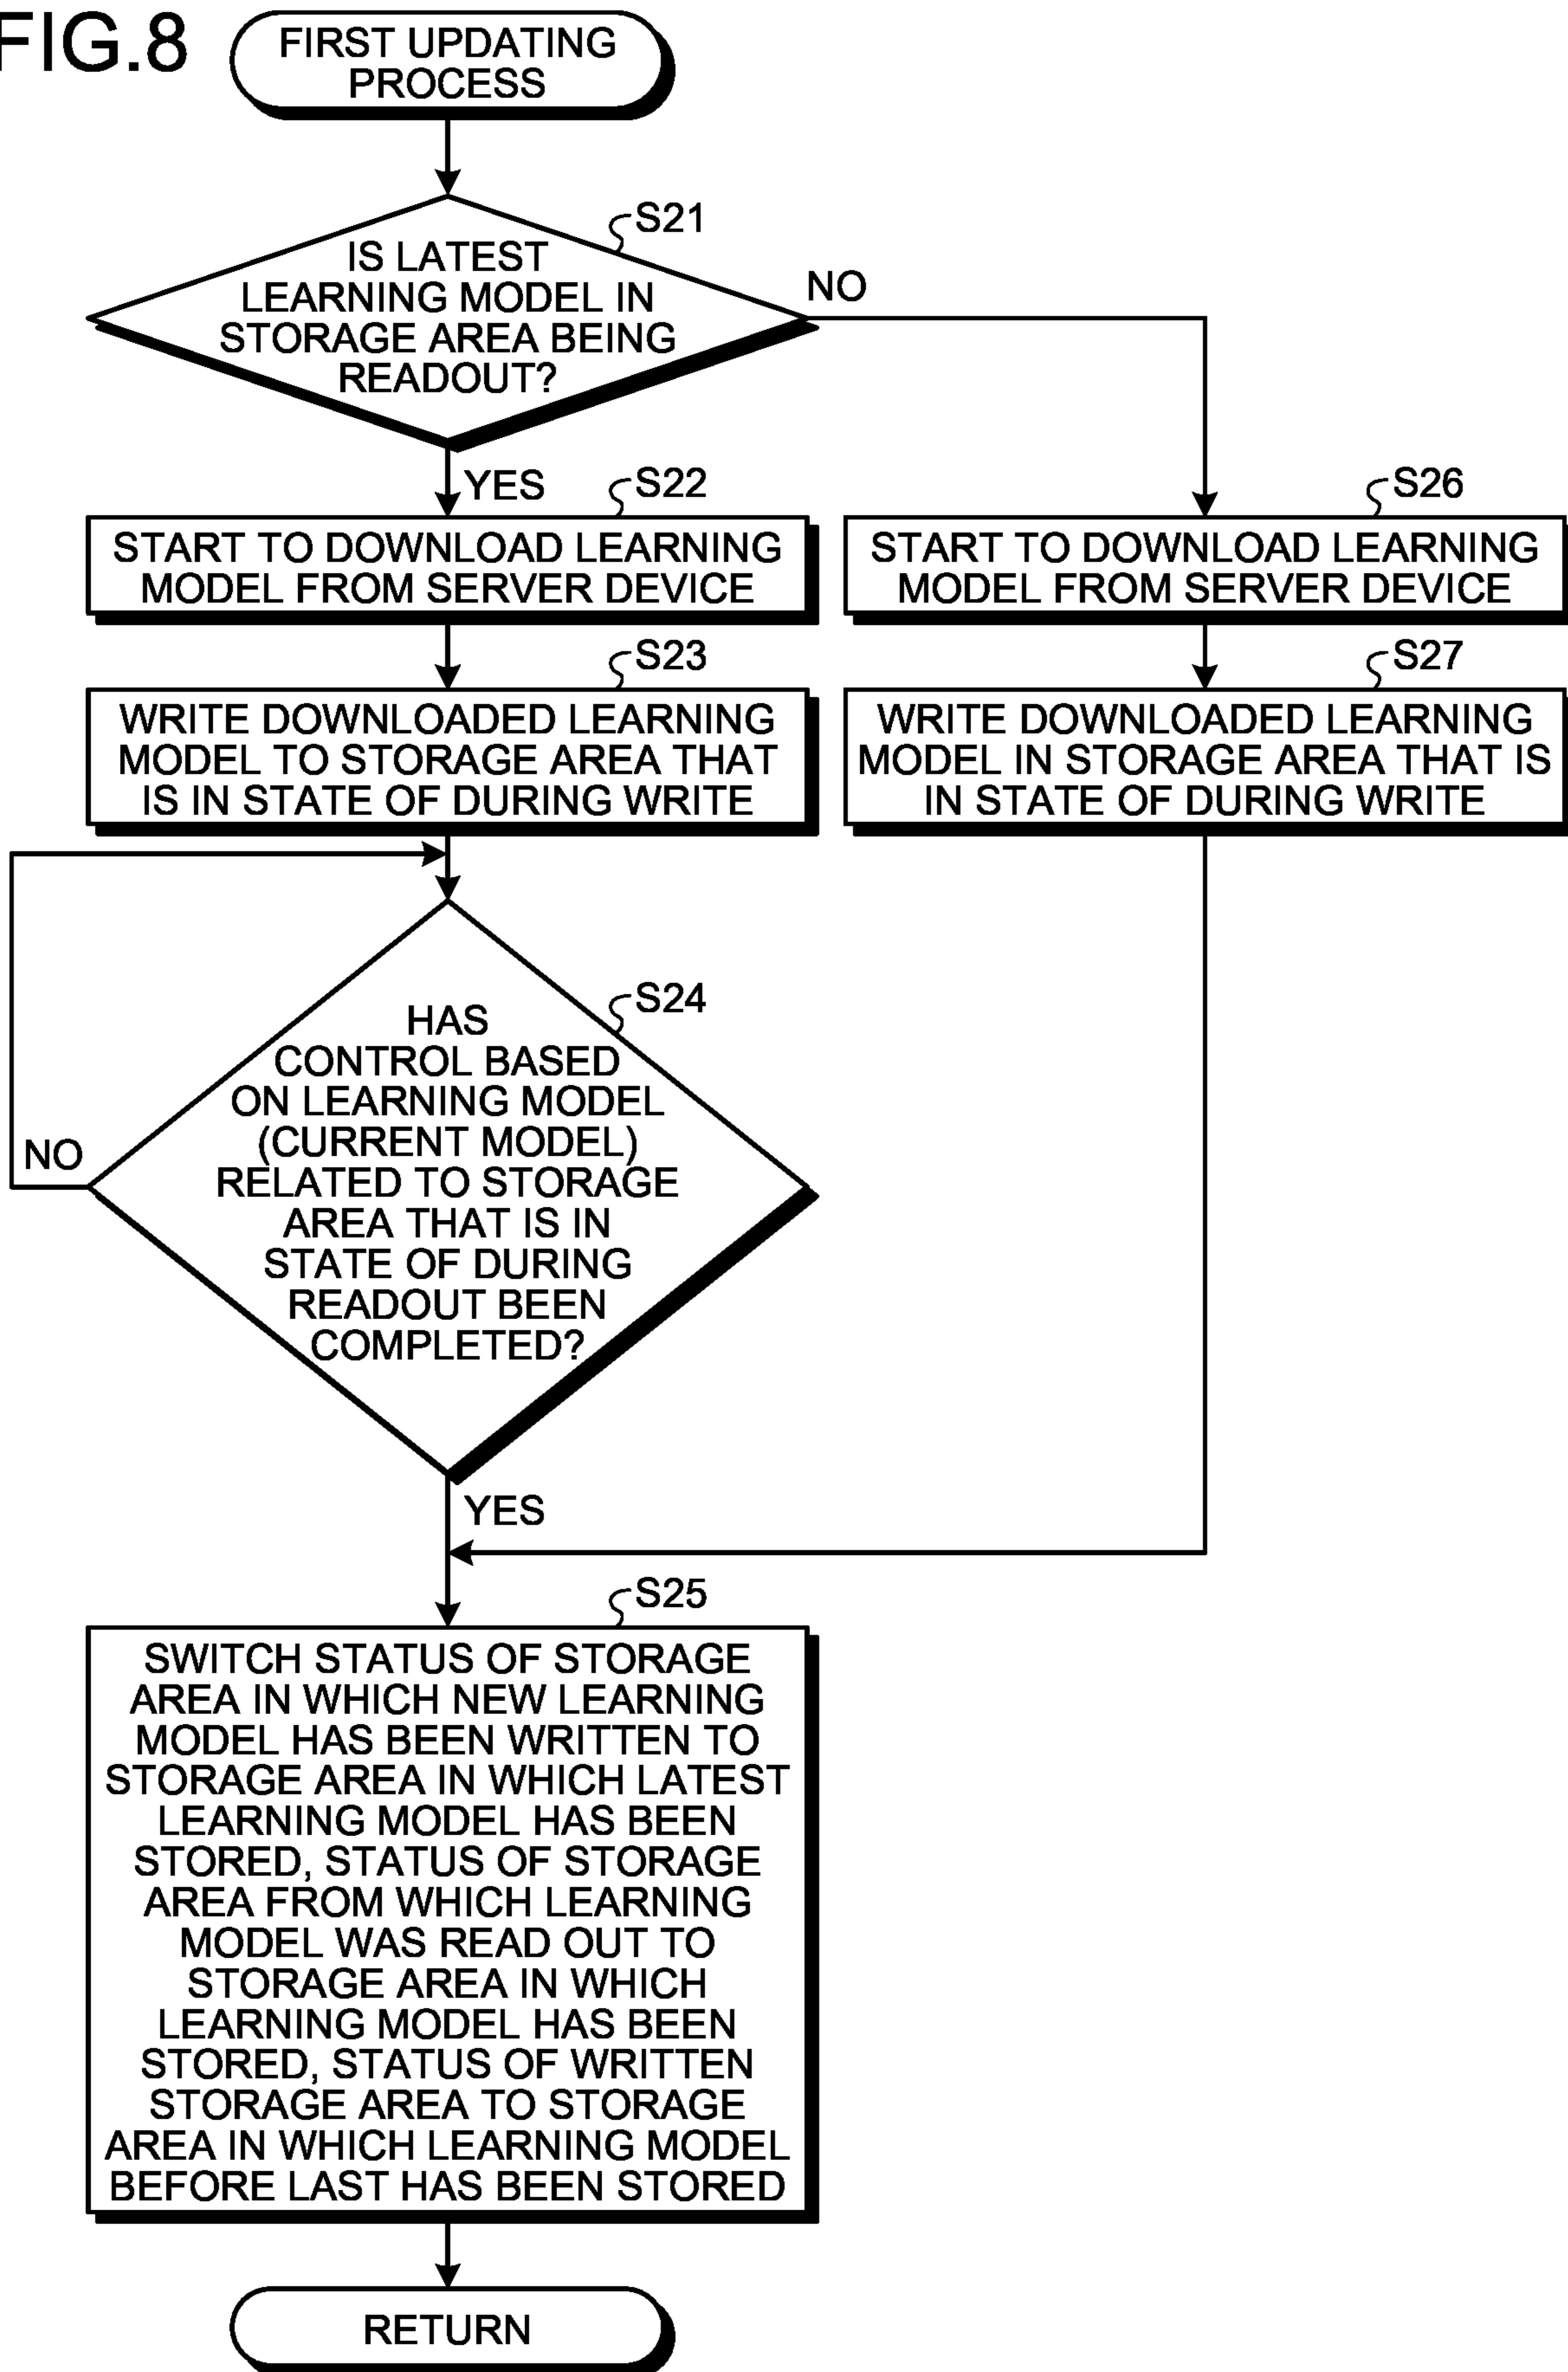 FIG.8
FIRST UPDATING
PROCESS
S21
IS LATEST
LEARNING MODEL IN
STORAGE AREA BEING
READOUT?
NO
YES
S22
START TO DOWNLOAD LEARNING
MODEL FROM SERVER DEVICE
S26
START TO DOWNLOAD LEARNING
MODEL FROM SERVER DEVICE
S23
WRITE DOWNLOADED LEARNING
MODEL TO STORAGE AREA THAT
IS IN STATE OF DURING WRITE
S27
WRITE DOWNLOADED LEARNING
MODEL IN STORAGE AREA THAT IS
IN STATE OF DURING WRITE
S24
HAS
CONTROL BASED
ON LEARNING MODEL
(CURRENT MODEL)
RELATED TO STORAGE
AREA THAT IS IN
STATE OF DURING
READOUT BEEN
COMPLETED?
NO
YES
S25
SWITCH STATUS OF STORAGE
AREA IN WHICH NEW LEARNING
MODEL HAS BEEN WRITTEN TO
STORAGE AREA IN WHICH LATEST
LEARNING MODEL HAS BEEN
STORED, STATUS OF STORAGE
AREA FROM WHICH LEARNING
MODEL WAS READ OUT TO
STORAGE AREA IN WHICH
LEARNING MODEL HAS BEEN
STORED, STATUS OF WRITTEN
STORAGE AREA TO STORAGE
AREA IN WHICH LEARNING MODEL
BEFORE LAST HAS BEEN STORED
RETURN